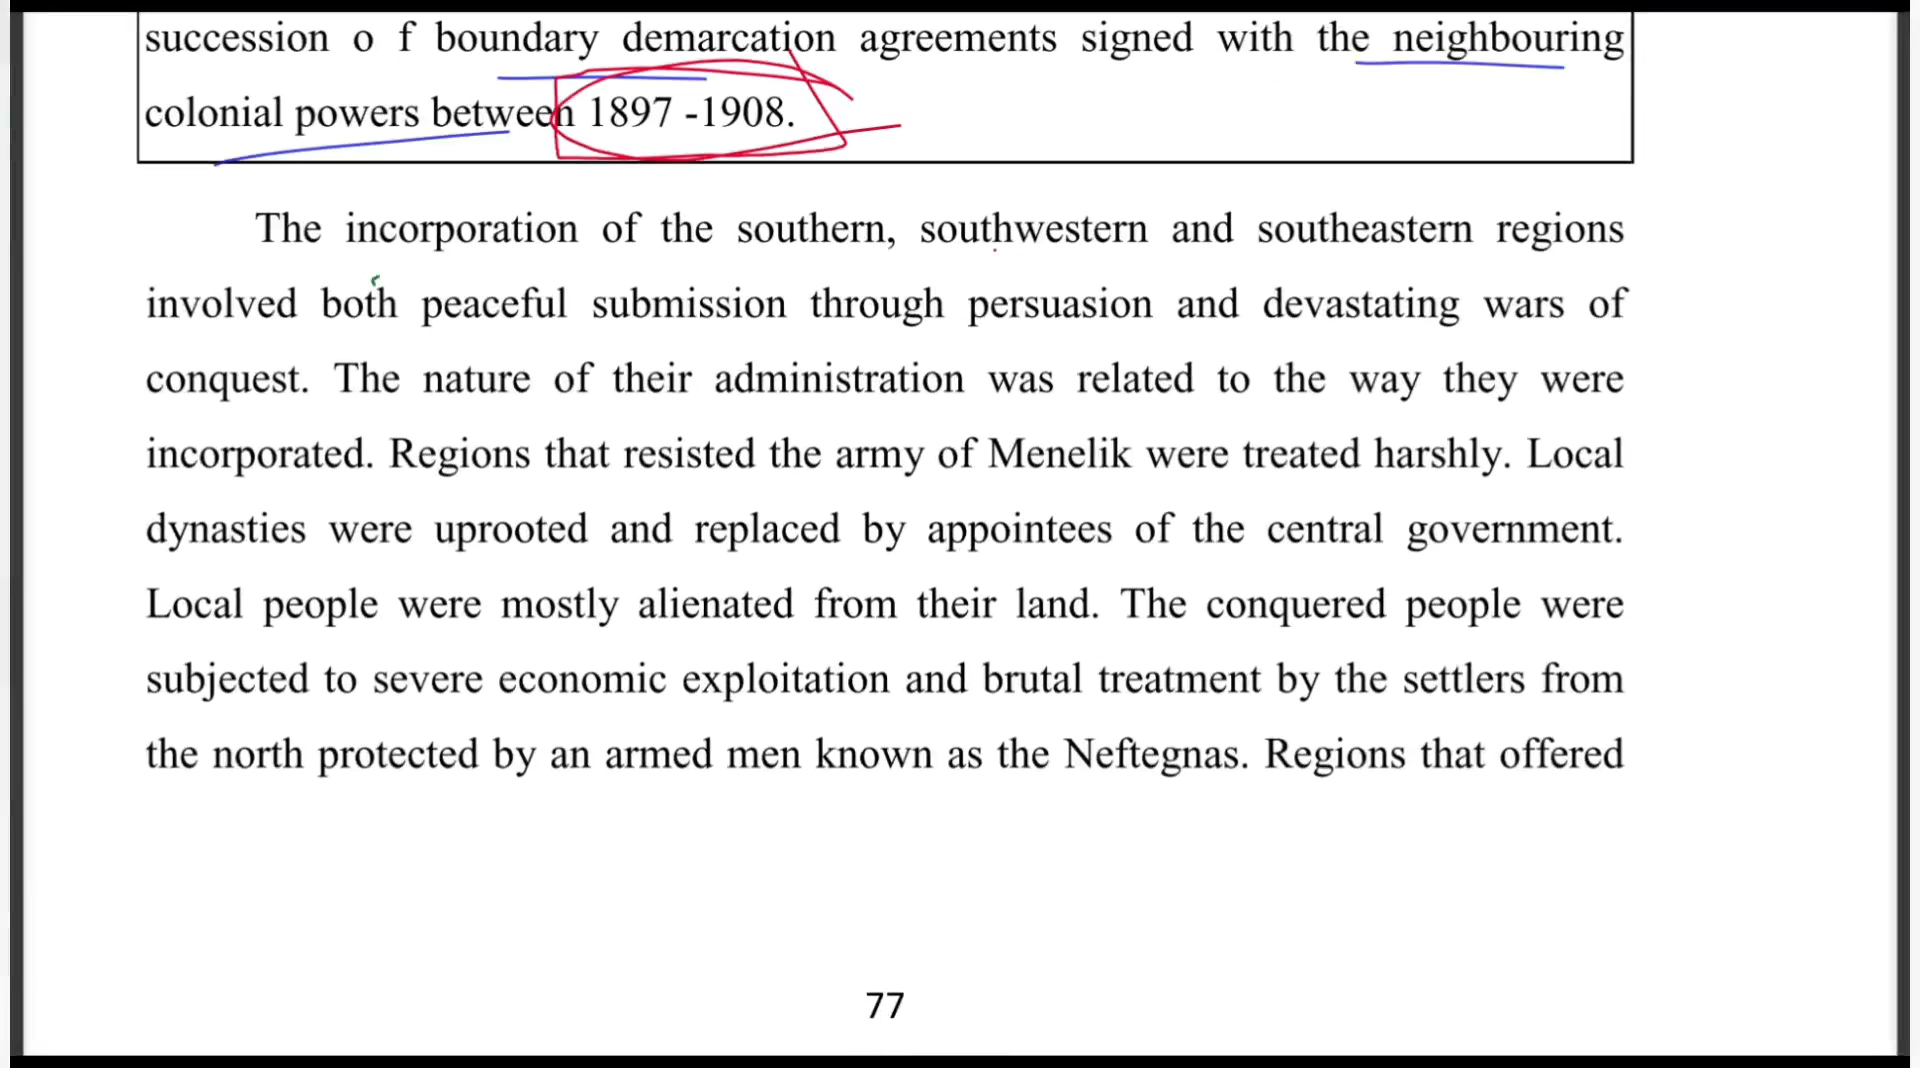 succession o f boundary demarcation agreements signed with the neighbouring
colonial powers between 1897 -1908.
The incorporation of the southern, southwestern and southeastern regions
involved both peaceful submission through persuasion and devastating wars of
conquest. The nature of their administration was related to the way they were
incorporated. Regions that resisted the army of Menelik were treated harshly. Local
dynasties were uprooted and replaced by appointees of the central government.
Local people were mostly alienated from their land. The conquered people were
subjected to severe economic exploitation and brutal treatment by the settlers from
the north protected by an armed men known as the Neftegnas. Regions that offered
77